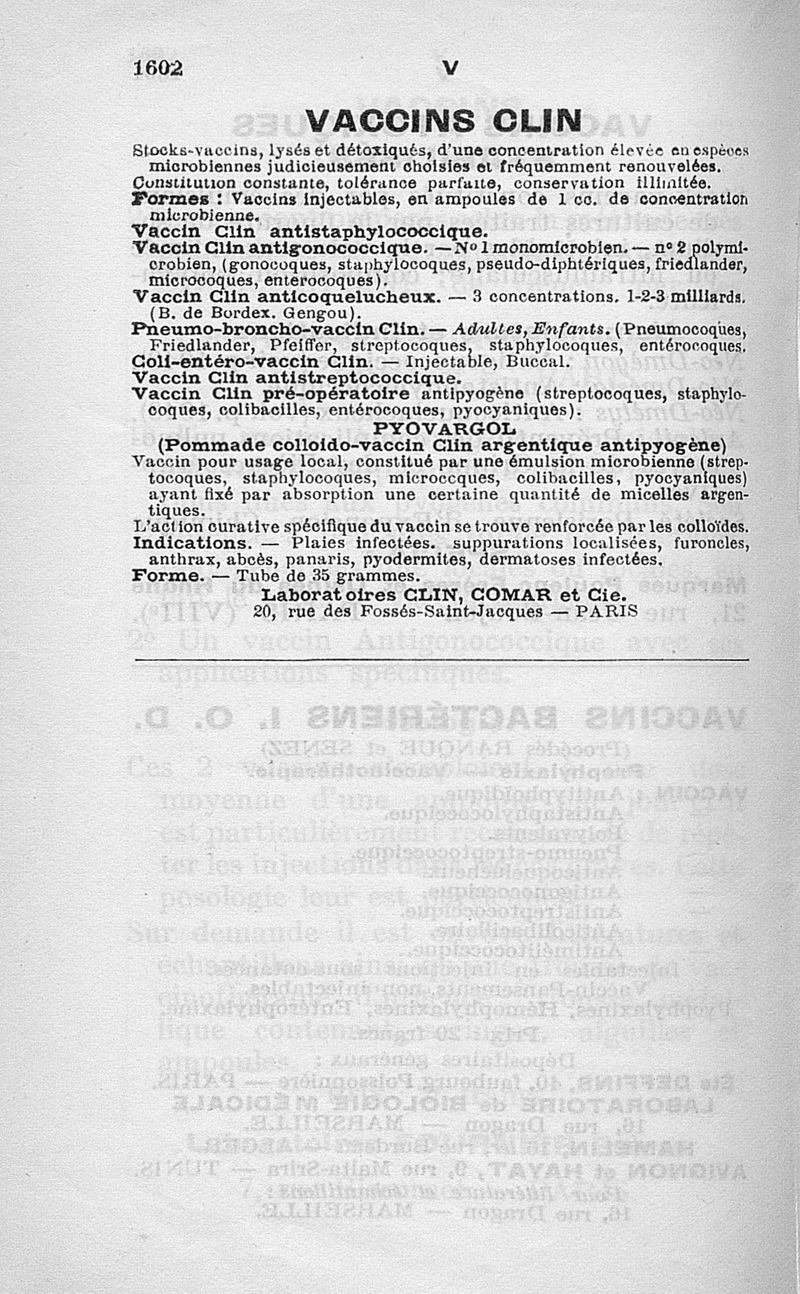 1602 V
VACCINS CLIN
Stocks-vaccins, lysés et détoxiqués, d'une concentration élevée en espèces
microbiennes judicieusement choisies et fréquemment renouvelées.
Constitution constante, tolérance parfaite, conservation illimitée.
Formes : Vaccins injectables, en ampoules de 1 cc. de concentration
microbienne.
Vaccin Clin antistaphylococcique.
Vaccin Clin antigonococcique. — N° 1 monomicrobien. — n° 2 polymi-
crobien, (gonocoques, staphylocoques, pseudo-diphtériques, friedlander,
microcoques, enterocoques).
Vaccin Clin anticoquelucheux. — 3 concentrations. 1-2-3 milliards.
(B. de Bordex. Gengou).
Pneumo-broncho-vaccin Clin. — Adultes, Enfants. (Pneumocoques,
Friedlander, Pfeiffer, streptocoques, staphylocoques, entérocoques.
Coli-entéro-vaccin Clin. — Injectable, Buccal.
Vaccin Clin antistreptococcique.
Vaccin Clin pré-opératoire antipyogène (streptocoques, staphylo-
coques, colibacilles, entérocoques, pyocyaniques).
PYOVARGOL
(Pommade colloido-vaccin Clin argentique antipyogène)
Vaccin pour usage local, constitué par une émulsion microbienne (strep-
tocoques, staphylocoques, microccques, colibacilles, pyocyaniques)
ayant fixé par absorption une certaine quantité de micelles argen-
tiques.
L'action curative spécifique du vaccin se trouve renforcée par les colloïdes.
Indications. — Plaies infectées. suppurations localisées, furoncles,
anthrax, abcès, panaris, pyodermites, dermatoses infectées.
Forme. — Tube de 35 grammes.
Laboratoires CLIN, COMAR et Cie.
20, rue des Fossés-Saint-Jacques — PARIS